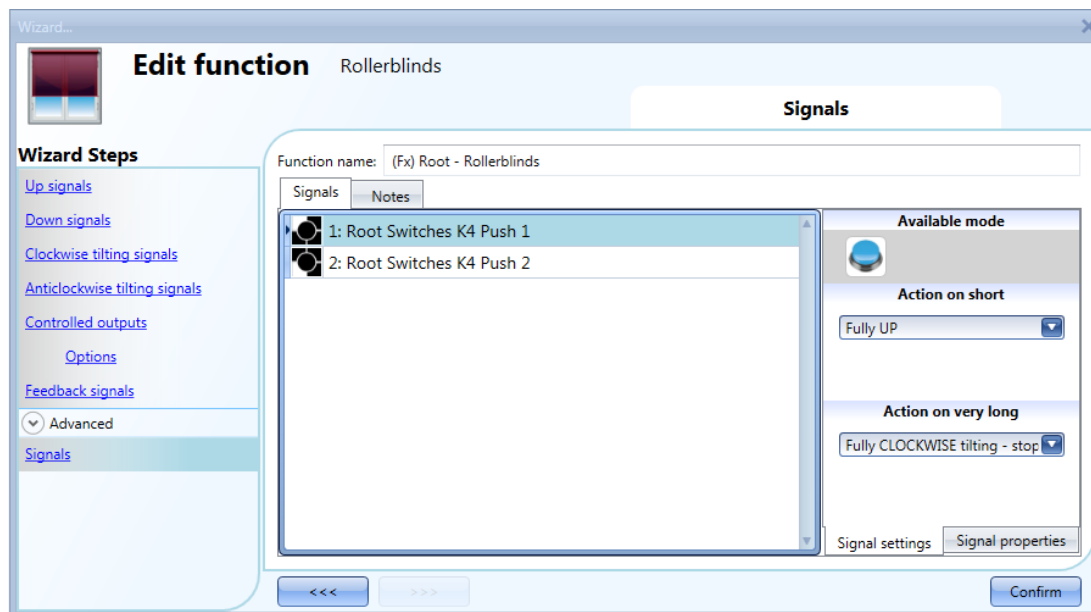 Wizard...
Edit function Rollerblinds
Signals
Wizard Steps
Up signals
Down signals
Clockwise tilting signals
Anticlockwise tilting signals
Controlled outputs
Options
Feedback signals
Advanced
Signals
Function name: (Fx) Root - Rollerblinds
Signals Notes
1: Root Switches K4 Push 1
2: Root Switches K4 Push 2
Available mode
Action on short
Fully UP
Action on very long
Fully CLOCKWISE tilting - stop
Signal settings Signal properties
<<< >>> Confirm